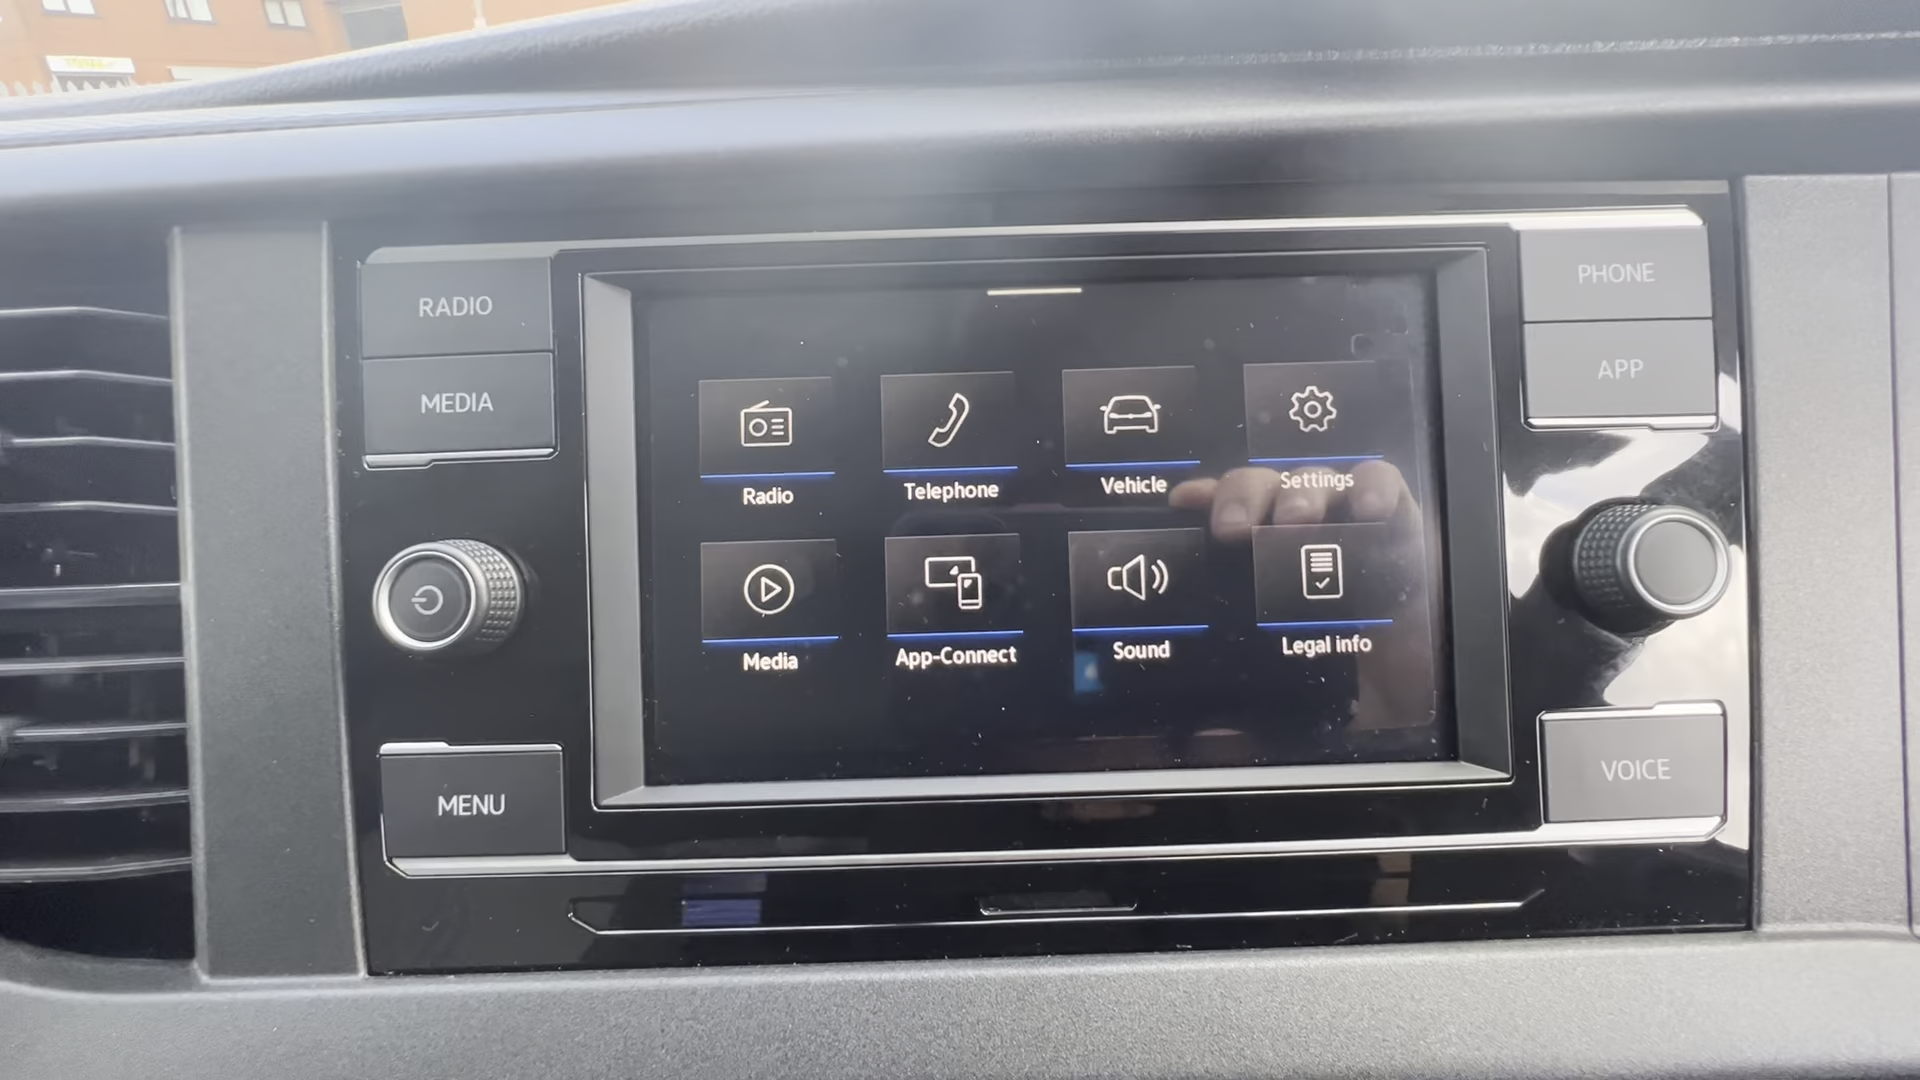 RADIO
MEDIA
MENU
PHONE
APP
VOICE
Radio
Telephone
Vehicle
Settings
Media
App-Connect
Sound
Legal info